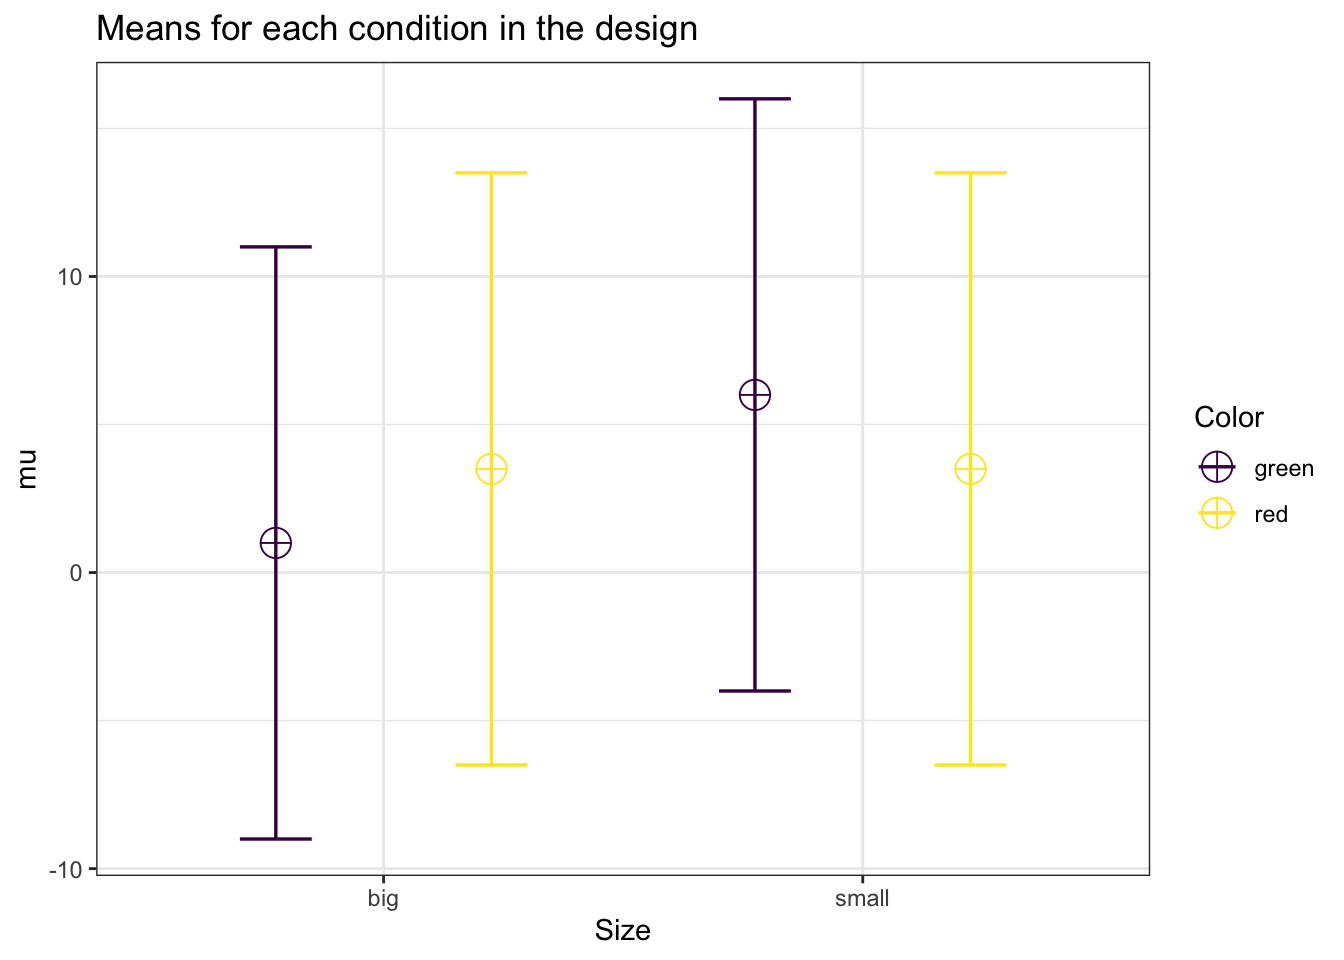 Means for each condition in the design
mu
10
0
-10
big
small
Size
Color
green
red